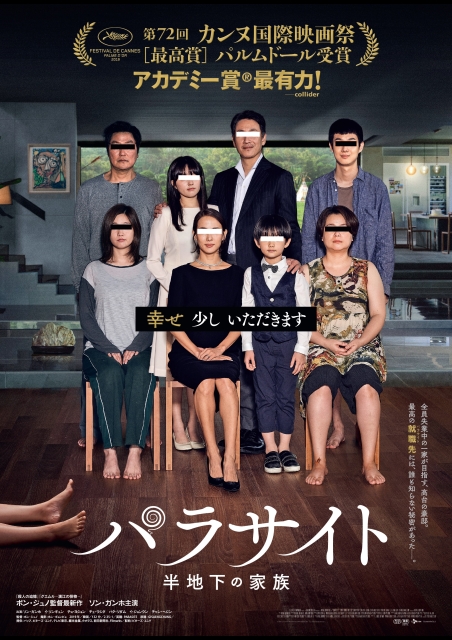 FESTIVAL DE CANNES
PALME D'OR
2019
第72回 カンヌ国際映画祭
[最高賞] パルムドール受賞
アカデミー賞®最有力!
collider
幸せ 少し いただきます
全員失業中の一家が目指す、高台の豪邸。
最高の就職先には、誰も知らない秘密があった―。
パラサイト
半地下の家族
ポン・ジュノ監督最新作 ソン・ガンホ主演